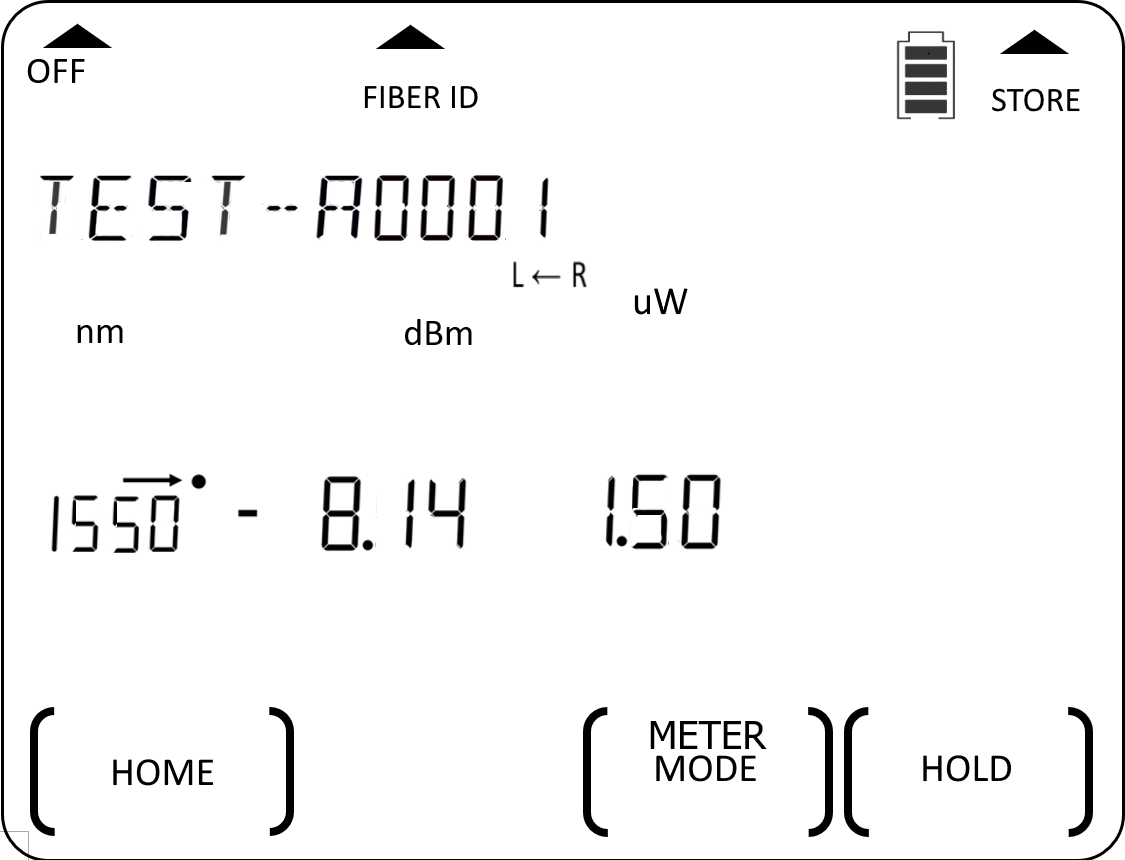 OFF
FIBER ID
STORE
TEST--A0001
L ← R
nm
dBm
uW
1550 - 8.14 1.50
HOME
METER
MODE
HOLD